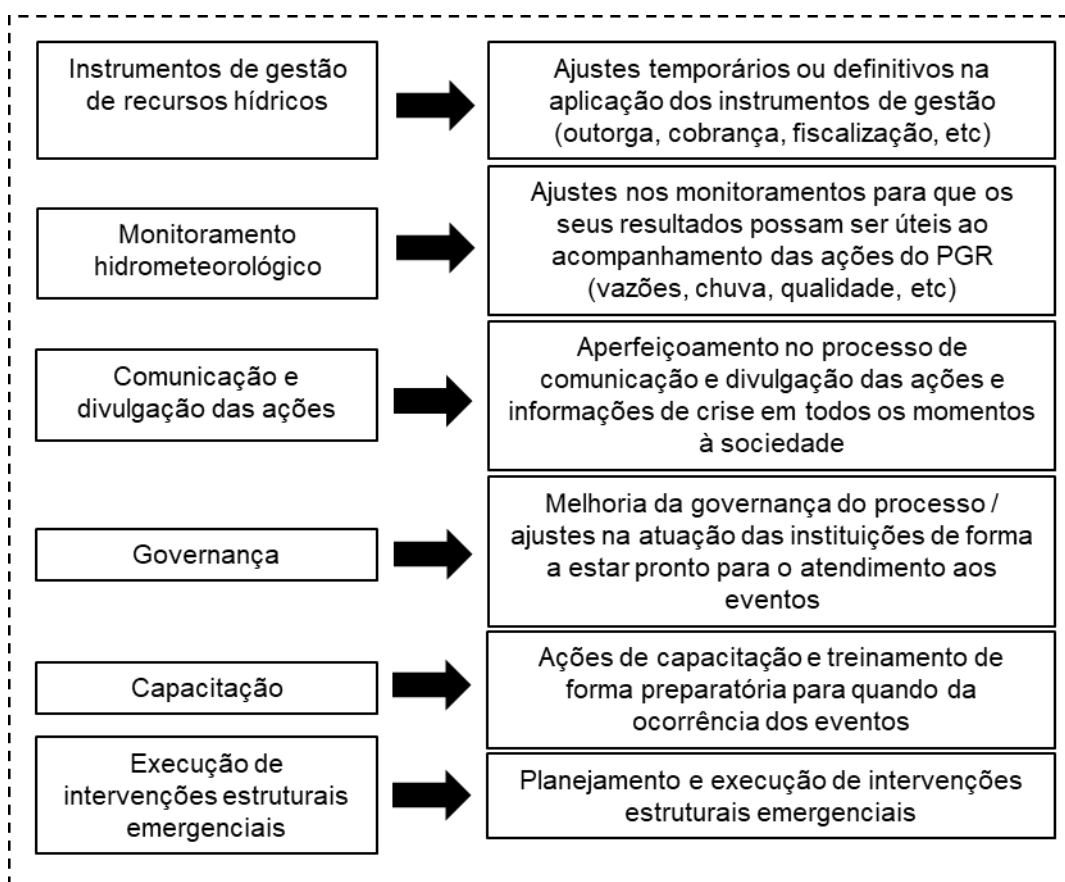 Instrumentos de gestão
de recursos hídricos
Ajustes temporários ou definitivos na
aplicação dos instrumentos de gestão
(outorga, cobrança, fiscalização, etc)
Monitoramento
hidrometeorológico
Ajustes nos monitoramentos para que os
seus resultados possam ser úteis ao
acompanhamento das ações do PGR
(vazões, chuva, qualidade, etc)
Comunicação e
divulgação das ações
Aperfeiçoamento no processo de
comunicação e divulgação das ações e
informações de crise em todos os momentos
à sociedade
Governança
Melhoria da governança do processo /
ajustes na atuação das instituições de forma
a estar pronto para o atendimento aos
eventos
Capacitação
Ações de capacitação e treinamento de
forma preparatória para quando da
ocorrência dos eventos
Execução de
intervenções estruturais
emergenciais
Planejamento e execução de intervenções
estruturais emergenciais